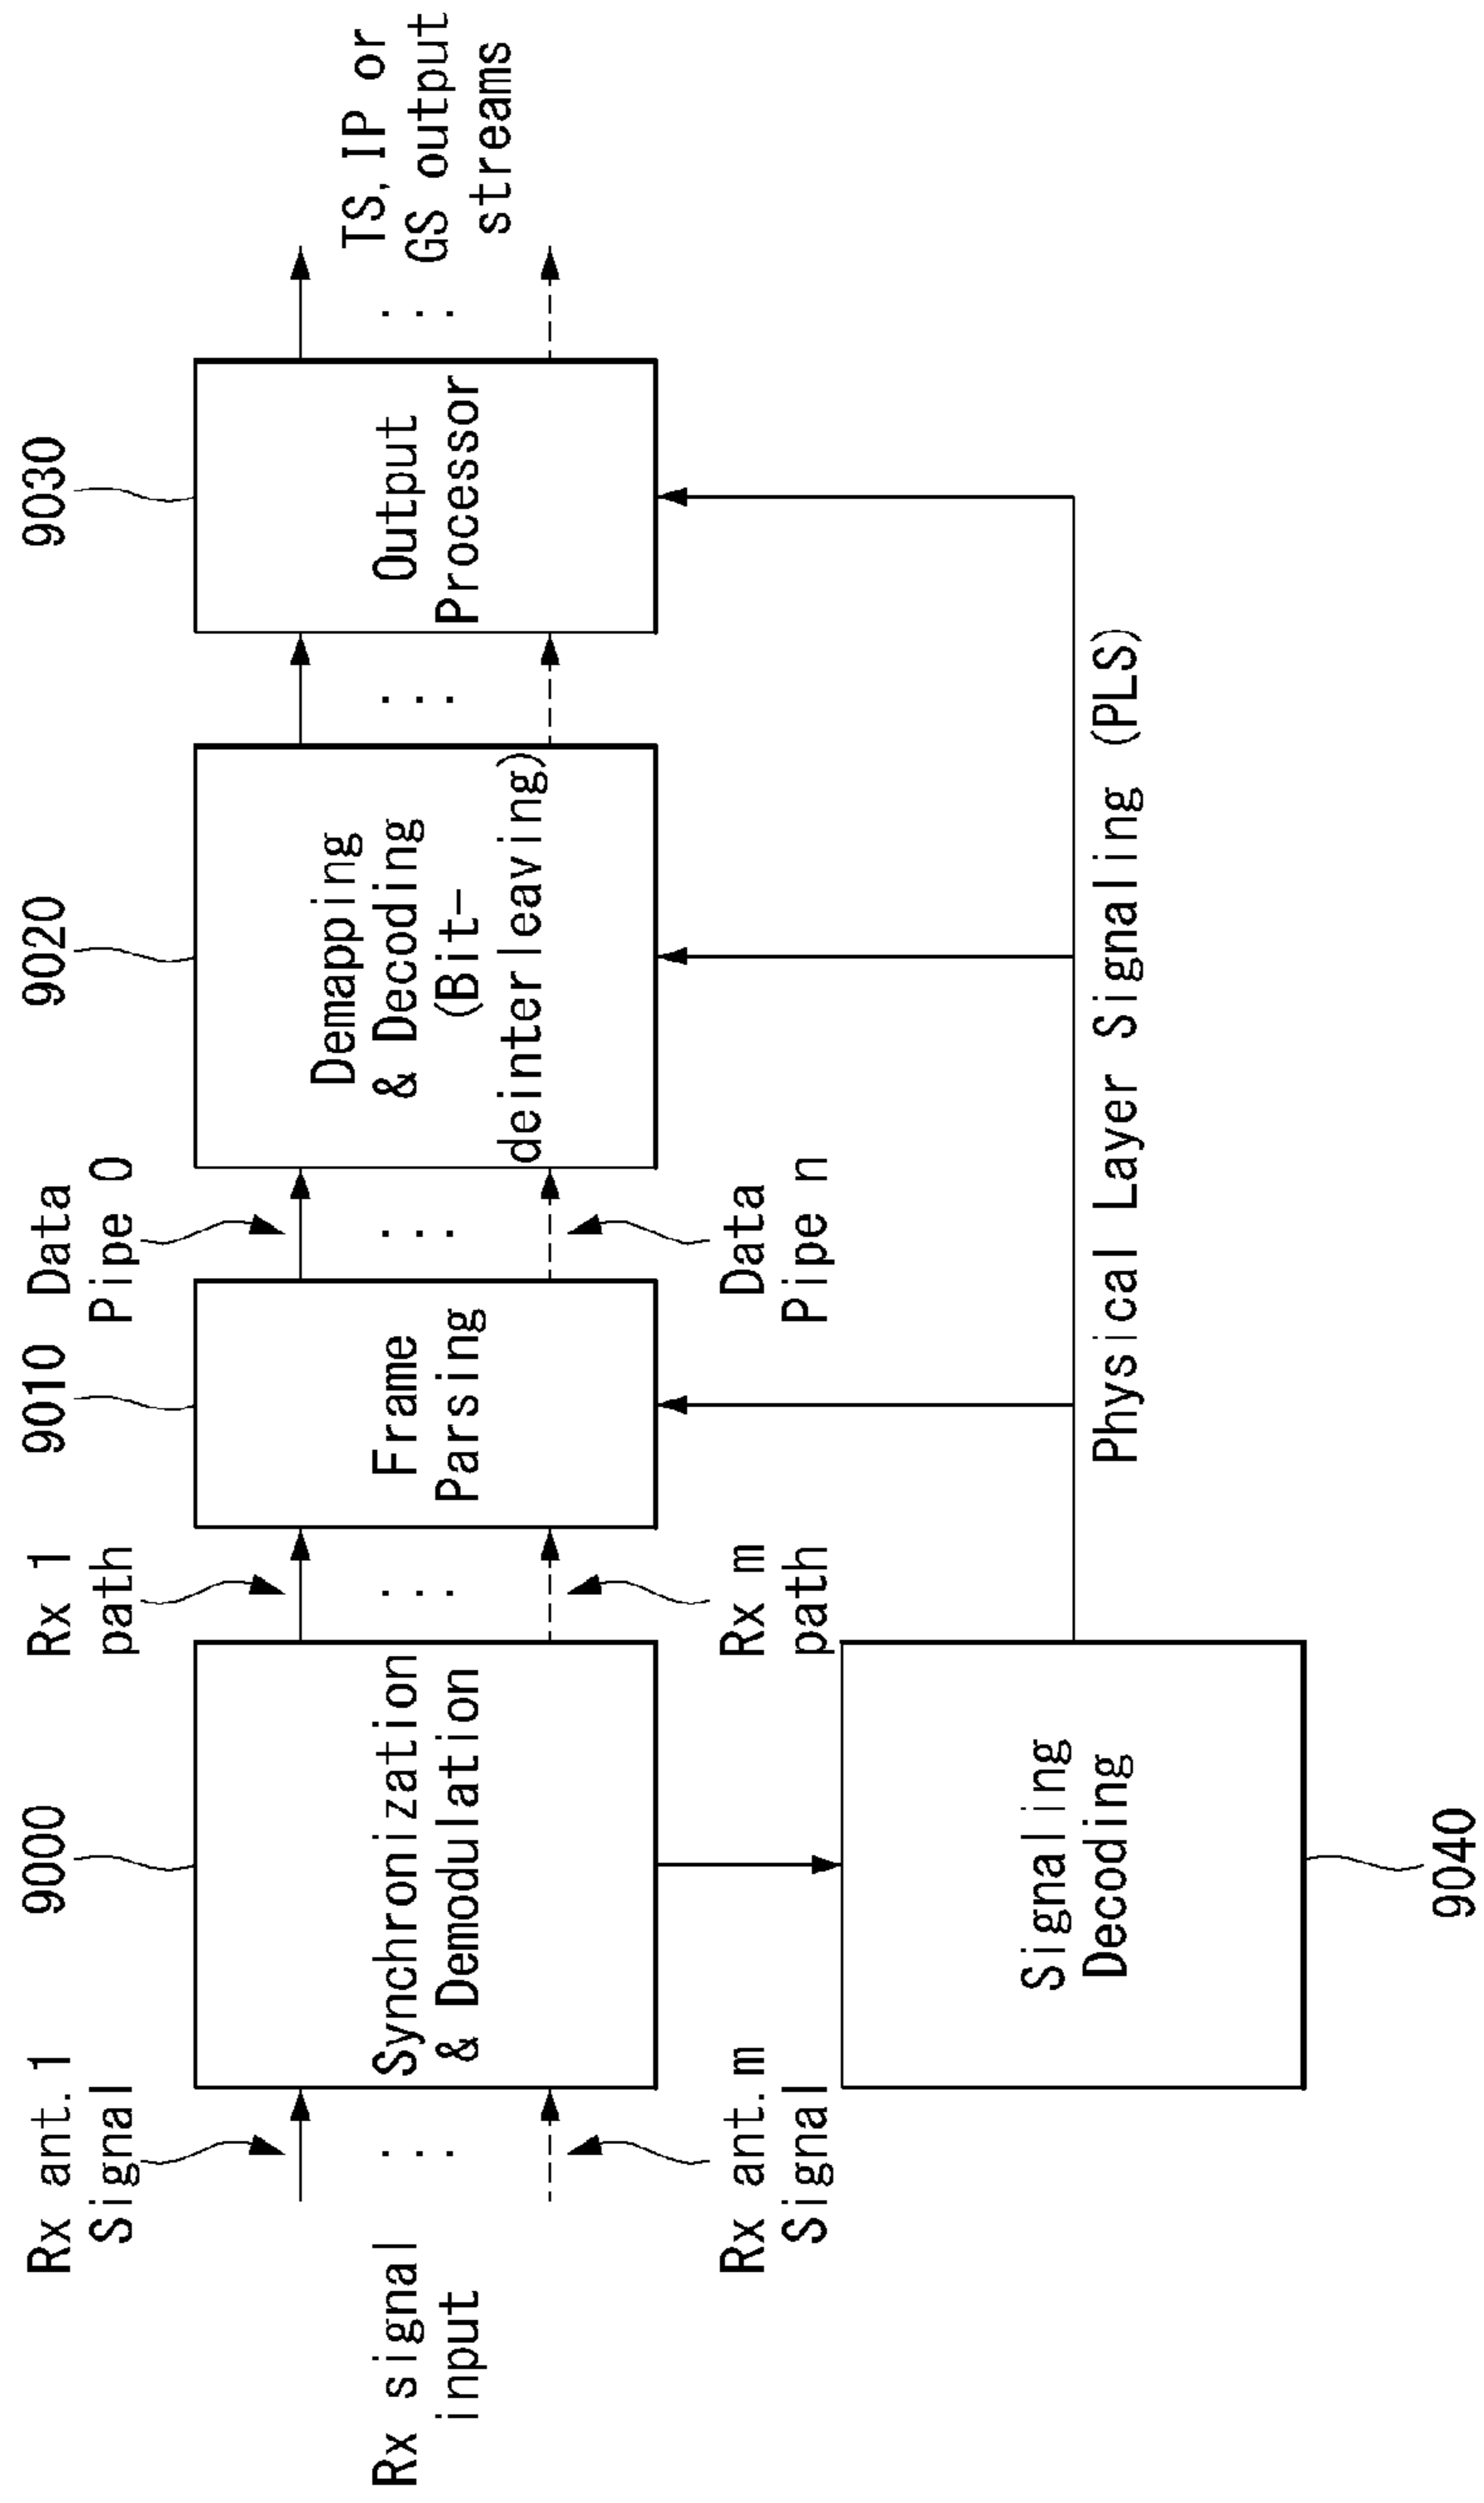 Rx signal
input
Rx ant.1
Signal
Rx ant.m
Signal
9000
Synchronization
& Demodulation
Rx 1
path
Rx m
path
9010
Frame
Parsing
Data
Pipe 0
Data
Pipe n
9020
Demapping
& Decoding
(Bit-
deinterleaving)
9030
Output
Processor
TS, IP or
GS output
streams
Signaling
Decoding
9040
Physical Layer Signaling (PLS)